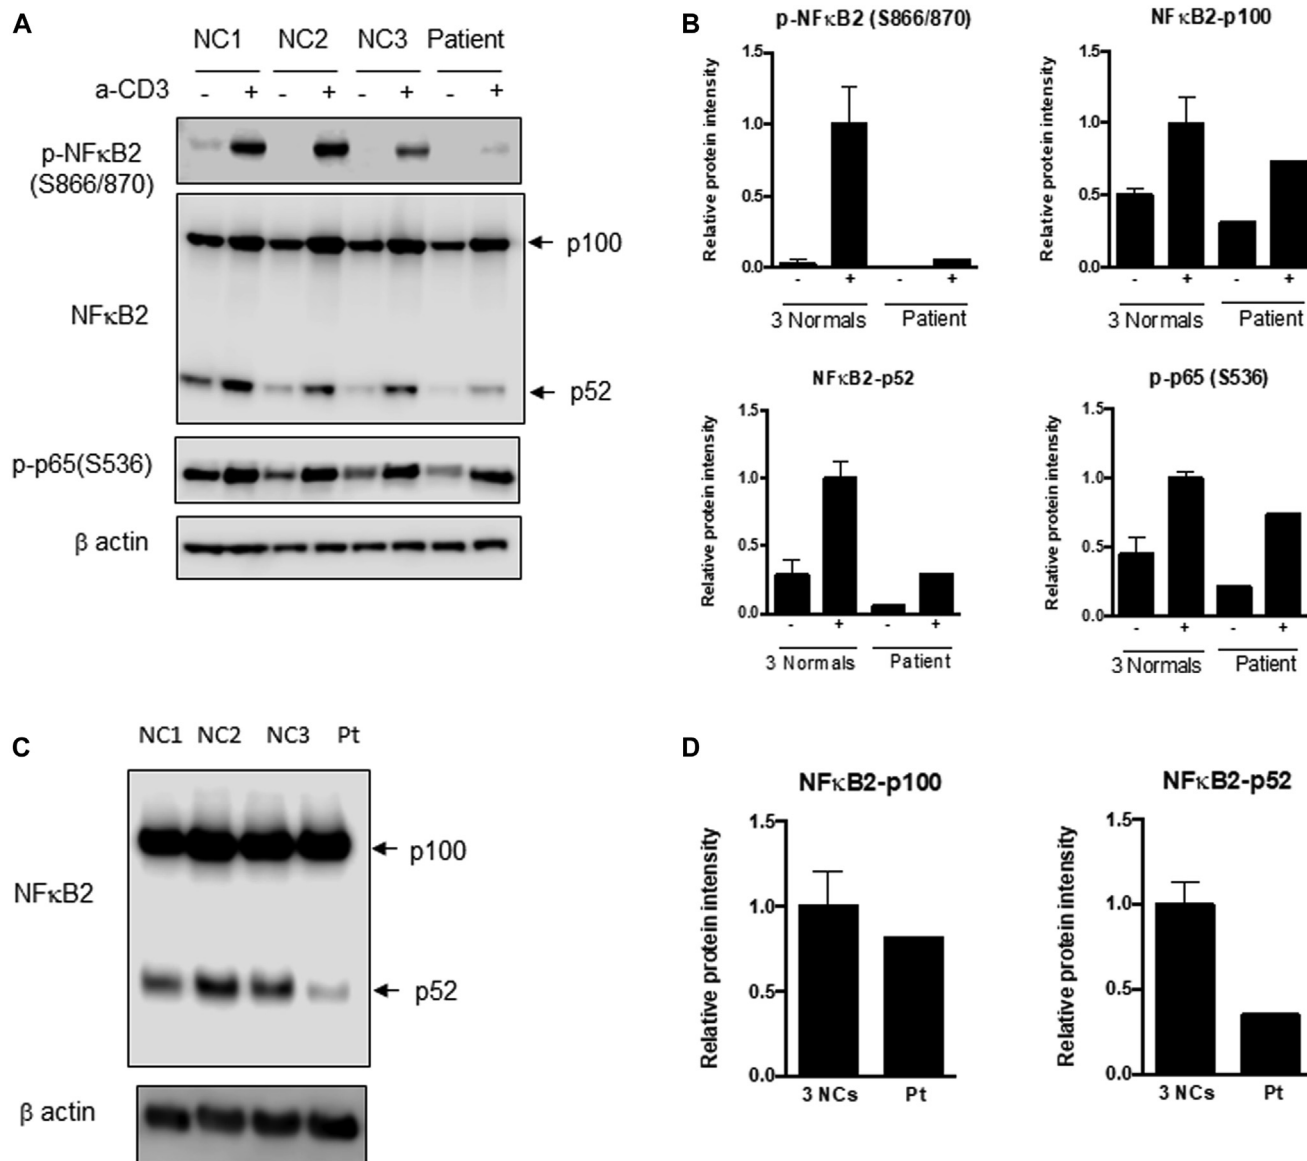 A
NC1 NC2 NC3 Patient
a-CD3 - + - + - + - +
p-NFκB2
(S866/870)
p100
NFκB2
p52
p-p65(S536)
β actin
B
p-NFκB2 (S866/870)
Relative protein intensity
1.5
1.0
0.5
0.0
- + - +
3 Normals Patient
NFκB2-p100
Relative protein intensity
1.5
1.0
0.5
0.0
- + - +
3 Normals Patient
NFκB2-p52
Relative protein intensity
1.5
1.0
0.5
0.0
- + - +
3 Normals Patient
p-p65 (S536)
Relative protein intensity
1.5
1.0
0.5
0.0
- + - +
3 Normals Patient
C
NC1 NC2 NC3 Pt
p100
NFκB2
p52
β actin
D
NFκB2-p100
Relative protein intensity
1.5
1.0
0.5
0.0
3 NCs Pt
NFκB2-p52
Relative protein intensity
1.5
1.0
0.5
0.0
3 NCs Pt